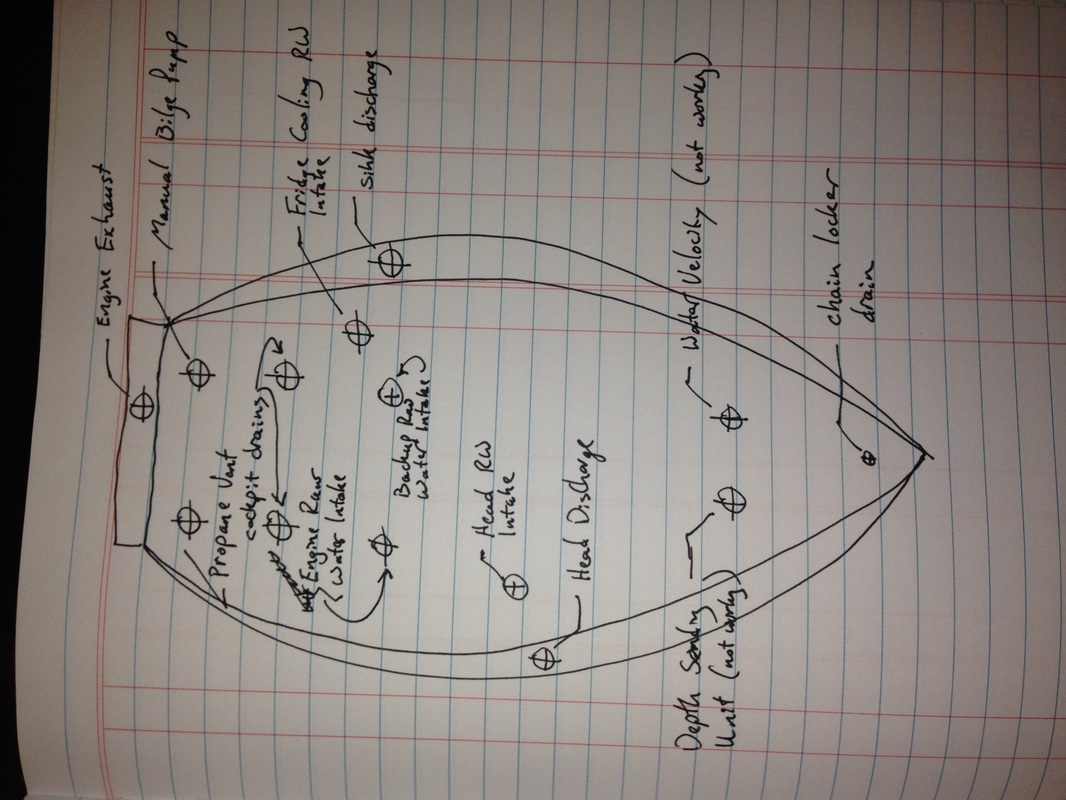 Engine Exhaust
Manual Bilge Pump
Propane Vent
cockpit drains
Fridge Cooling RW
Intake
Engine Raw
Water Intake
sink discharge
Backup Raw
Water Intake
Head RW
Intake
Head Discharge
Depth Sending
Unit (not workg)
Water Velocity (not workg)
chain locker
drain